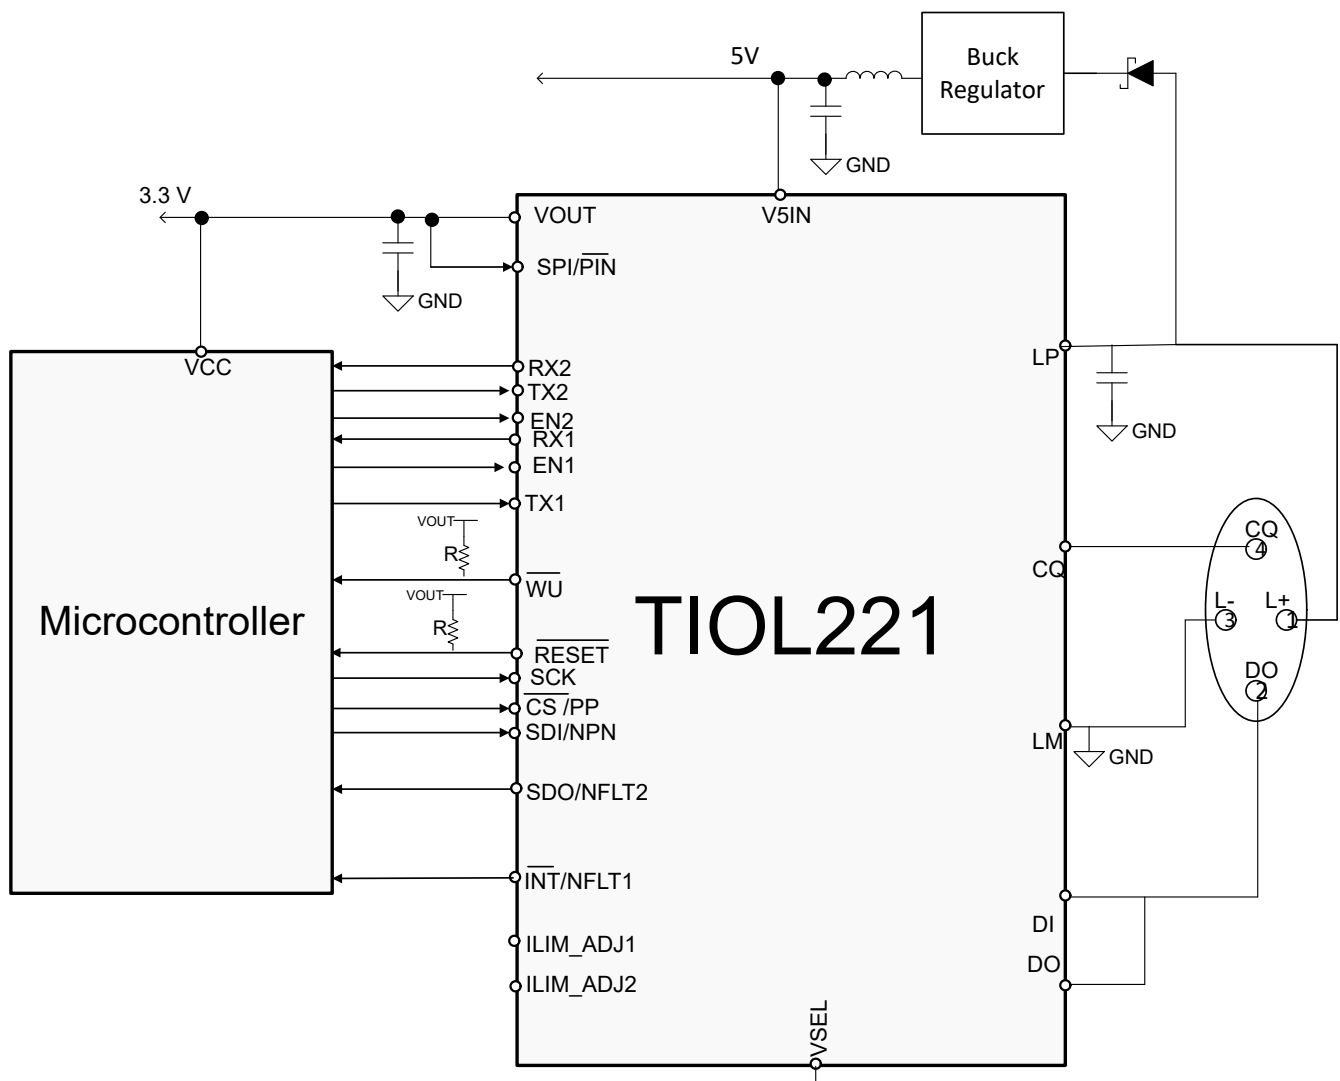 5V
Buck
Regulator
GND
3.3 V
VOUT
V5IN
SPI/PIN
GND
VCC
LP
RX2
TX2
EN2
RX1
GND
EN1
TX1
VOUT
R
CQ
4
CQ
WU
VOUT
L-
3
L+
1
Microcontroller
TIOL221
R
RESET
SCK
DO
2
CS /PP
SDI/NPN
LM
GND
SDO/NFLT2
INT/NFLT1
DI
ILIM_ADJ1
DO
ILIM_ADJ2
VSEL